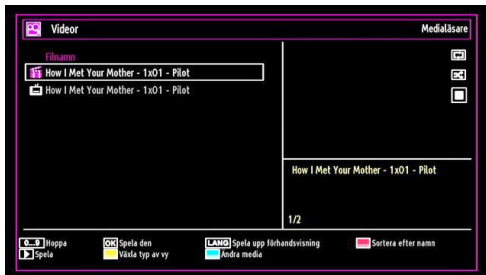 Videor
Medialäsare
Filnamn
How I Met Your Mother - 1x01 - Pilot
How I Met Your Mother - 1x01 - Pilot
How I Met Your Mother - 1x01 - Pilot
1/2
0...9 Hoppa
OK Spela den
LANG Spela upp förhandsvisning
Sortera efter namn
Spela
Växla typ av vy
Andra media